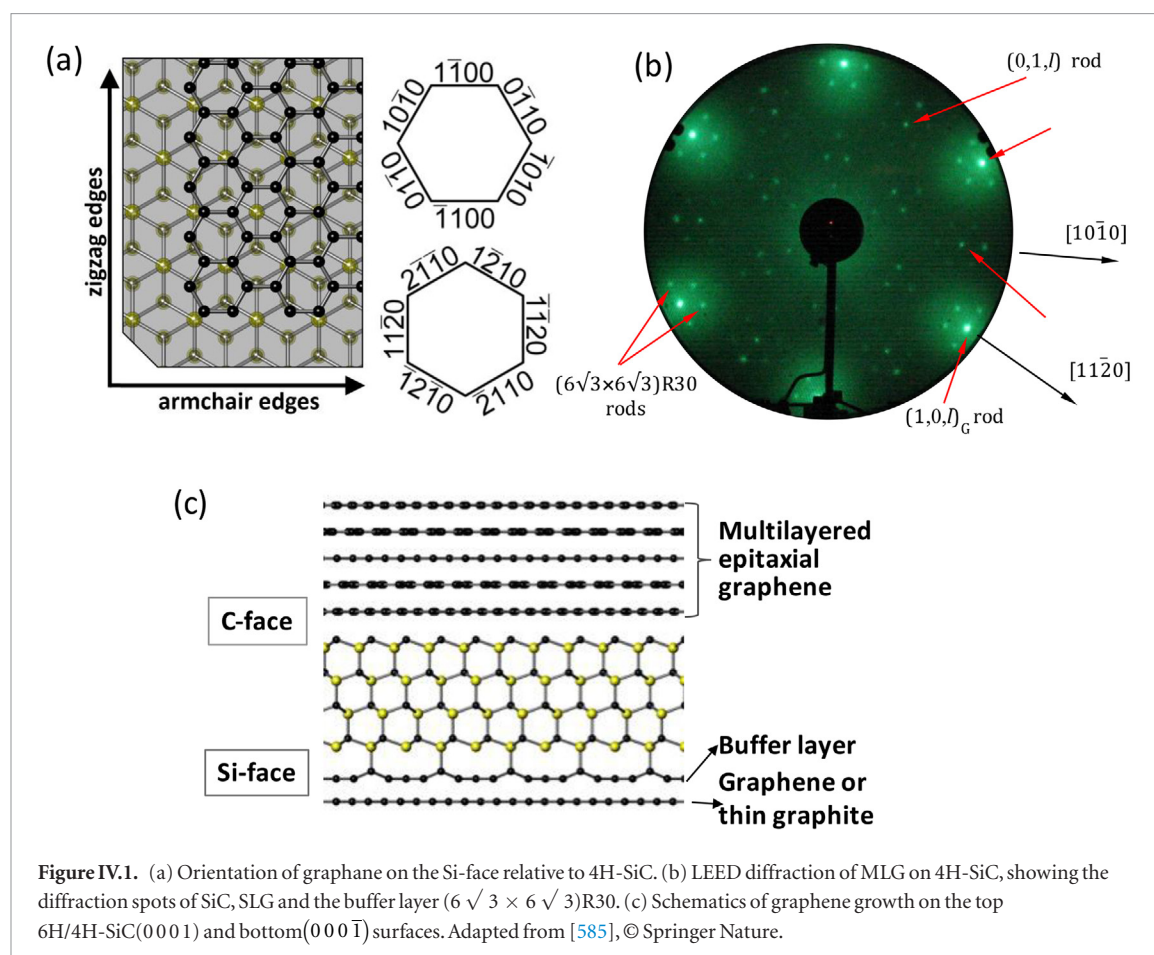 (a)
zigzag edges
armchair edges
11̄00
101̄0
01̄10
011̄0
1̄010
1̄100
21̄1̄0
12̄10
112̄0
1̄1̄20
1̄21̄0
2̄110
(b)
(0,1,l) rod
[101̄0]
[112̄0]
(6√3×6√3)R30
rods
(1,0,l)G rod
(c)
Multilayered
epitaxial
graphene
C-face
Si-face
Buffer layer
Graphene or
thin graphite
Figure IV.1. (a) Orientation of graphane on the Si-face relative to 4H-SiC. (b) LEED diffraction of MLG on 4H-SiC, showing the
diffraction spots of SiC, SLG and the buffer layer (6 √ 3 × 6 √ 3)R30. (c) Schematics of graphene growth on the top
6H/4H-SiC(0 0 0 1) and bottom(0 0 0 1̄) surfaces. Adapted from [585], © Springer Nature.